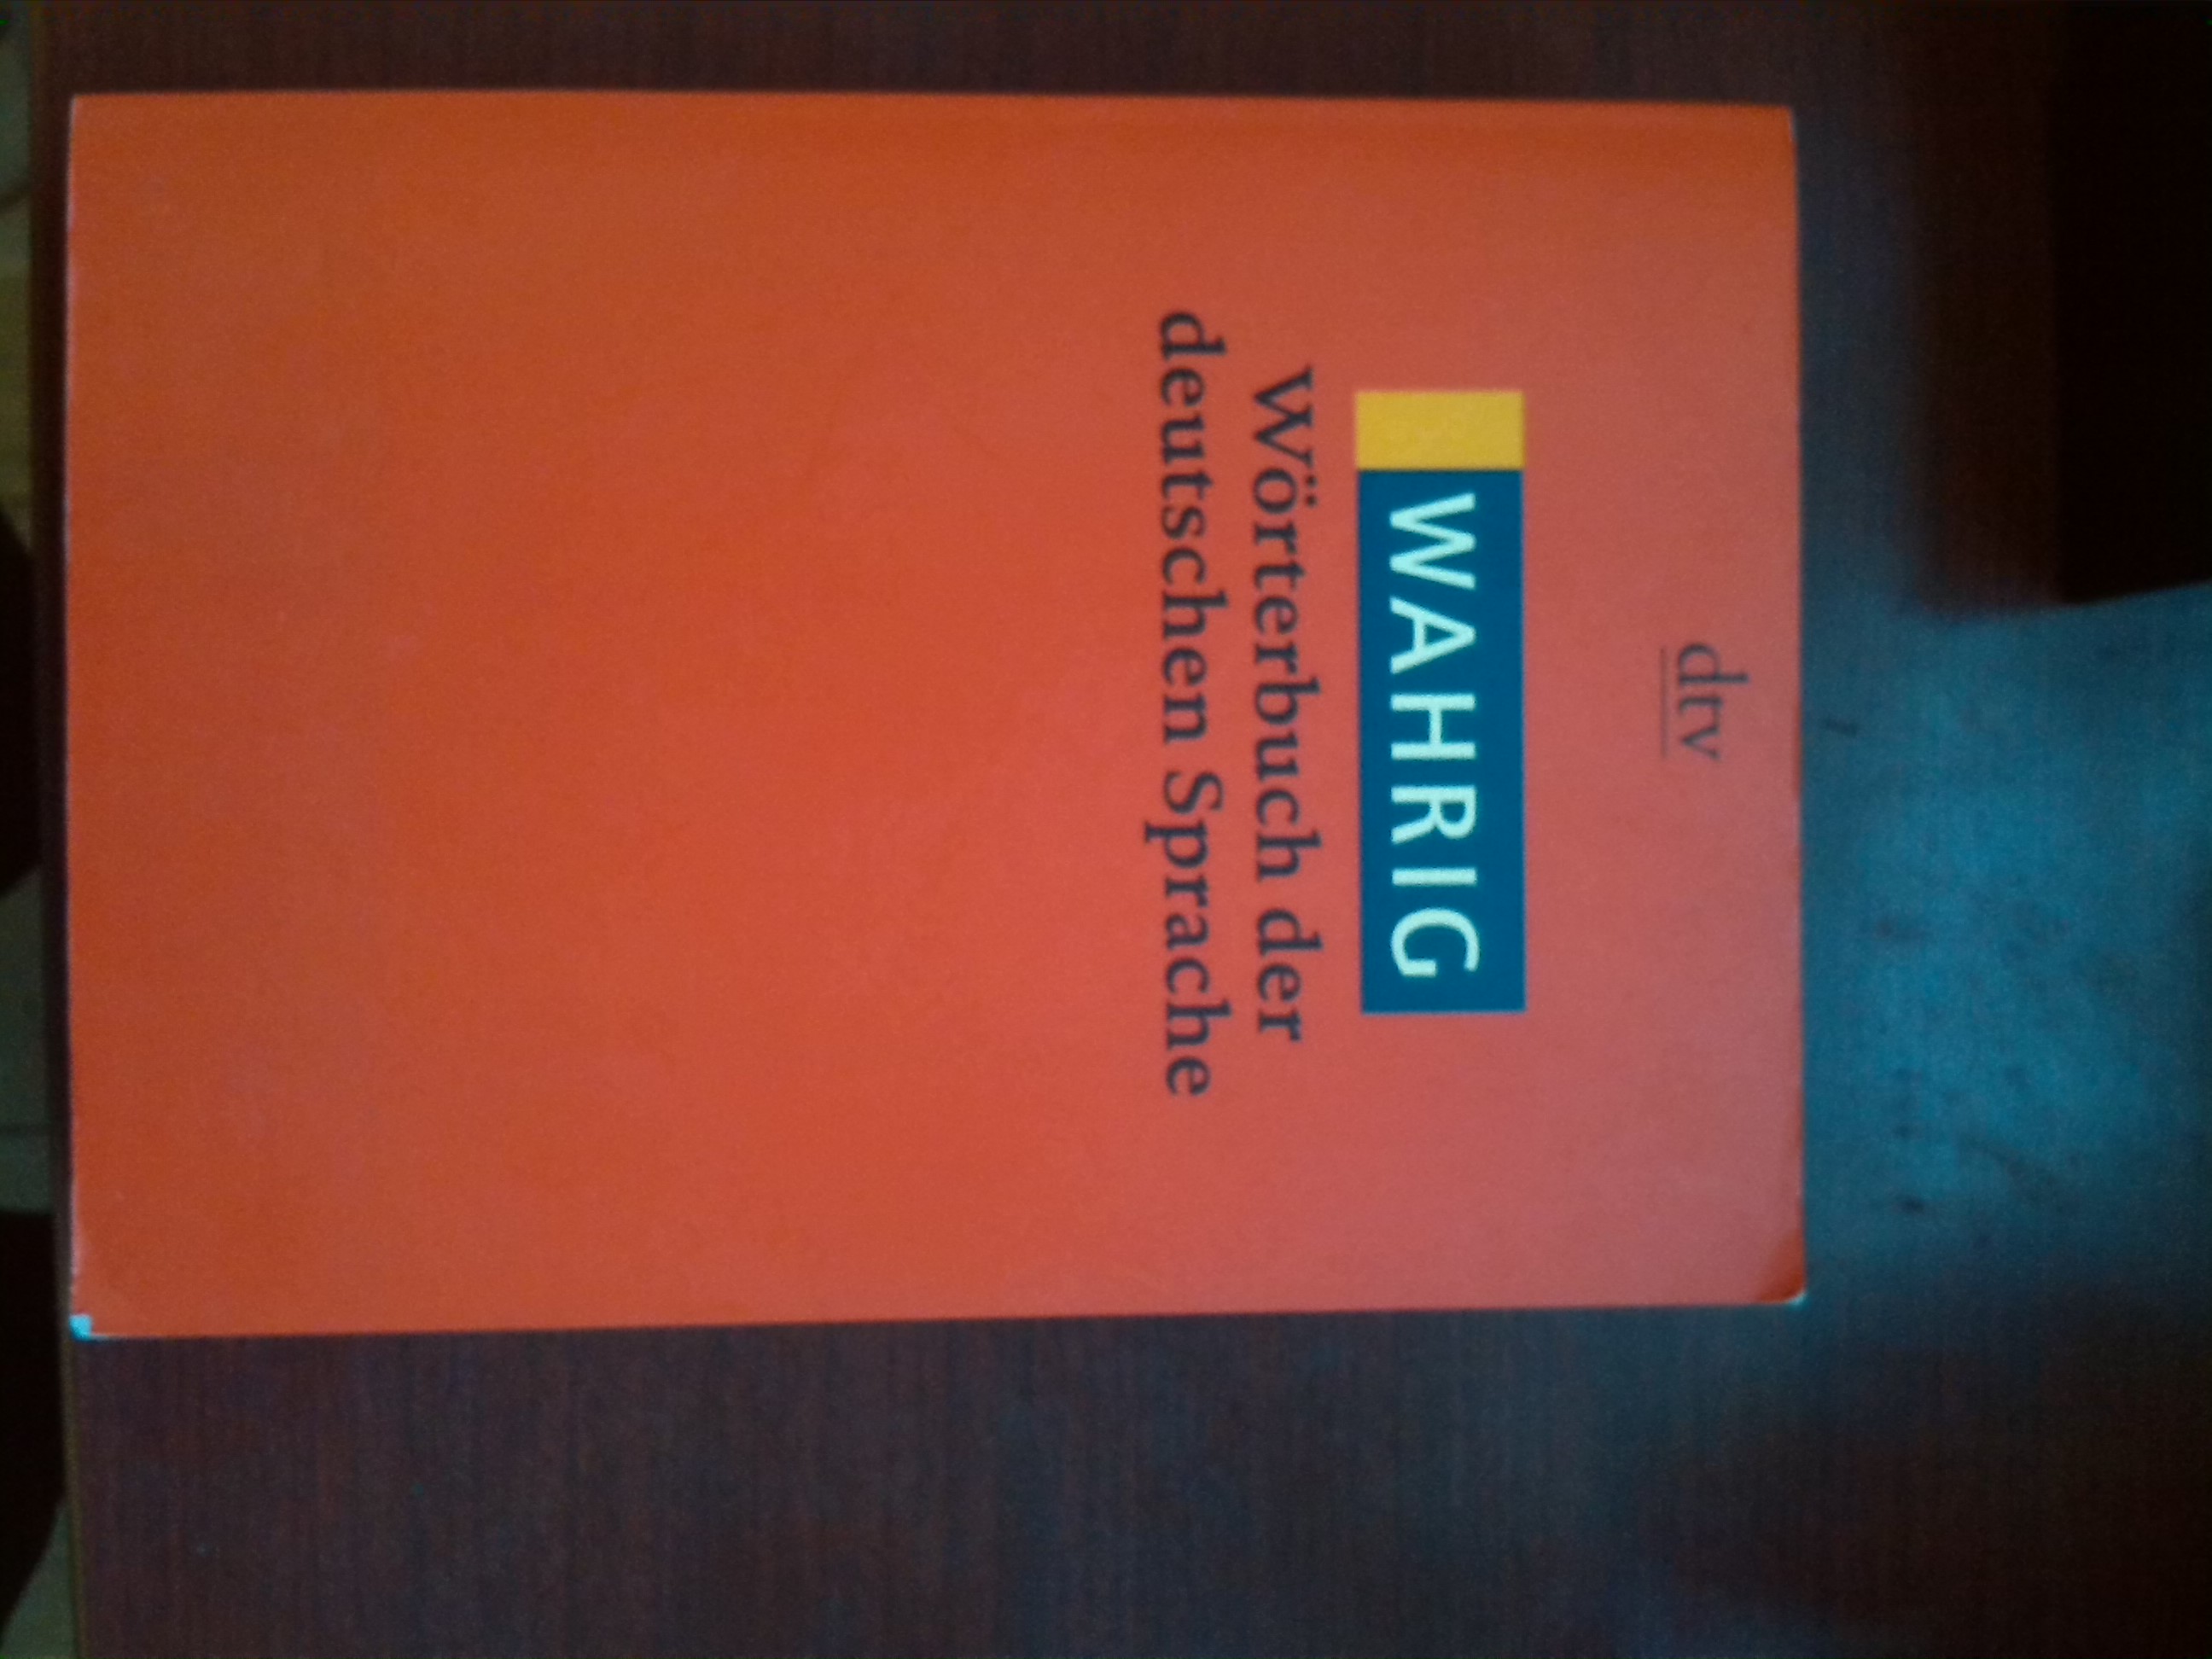 dtv
WAHRIG
Wörterbuch der
deutschen Sprache